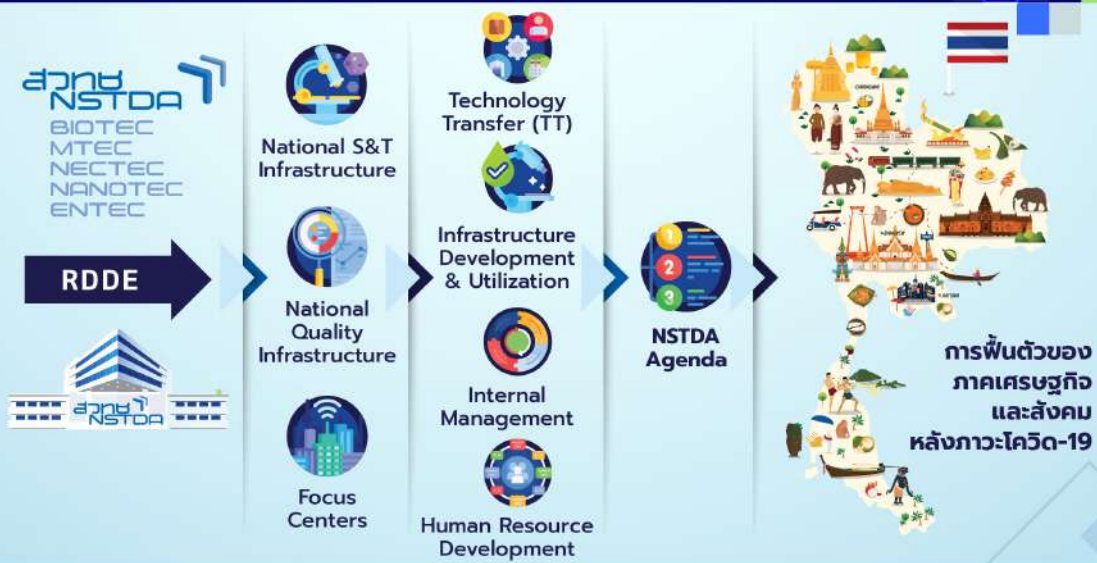 สวทช
NSTDA
BIOTEC
MTEC
NECTEC
NANOTEC
ENTEC
RDDE
สวทช
NSTDA
National S&T
Infrastructure
National
Quality
Infrastructure
Focus
Centers
Technology
Transfer (TT)
Infrastructure
Development
& Utilization
Internal
Management
Human Resource
Development
1
2
3
NSTDA
Agenda
การฟื้นตัวของ
ภาคเศรษฐกิจ
และสังคม
หลังภาวะโควิด-19